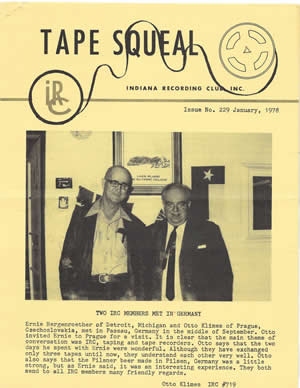 TAPE SQUEAL
INDIANA RECORDING CLUB, INC.
IRC
Issue No. 229 January, 1978
TWO IRC MEMBERS MET IN GERMANY
Ernie Bergenroether of Detroit, Michigan and Otto Klimes of Prague,
Czechoslovakia, met in Passau, Germany in the middle of September. Otto
invited Ernie to Prague for a visit. It is clear that the main theme of
conversation was IRC, taping and tape recorders. Otto says that the two
days he spent with Ernie were wonderful. Although they have exchanged
only three tapes until now, they understand each other very well. Otto
also says that the Pilsner beer made in Pilsen, Germany was a little
strong, but as Ernie said, it was an interesting experience. They both
send to all IRC members many friendly regards.
Otto Klimes IRC #719